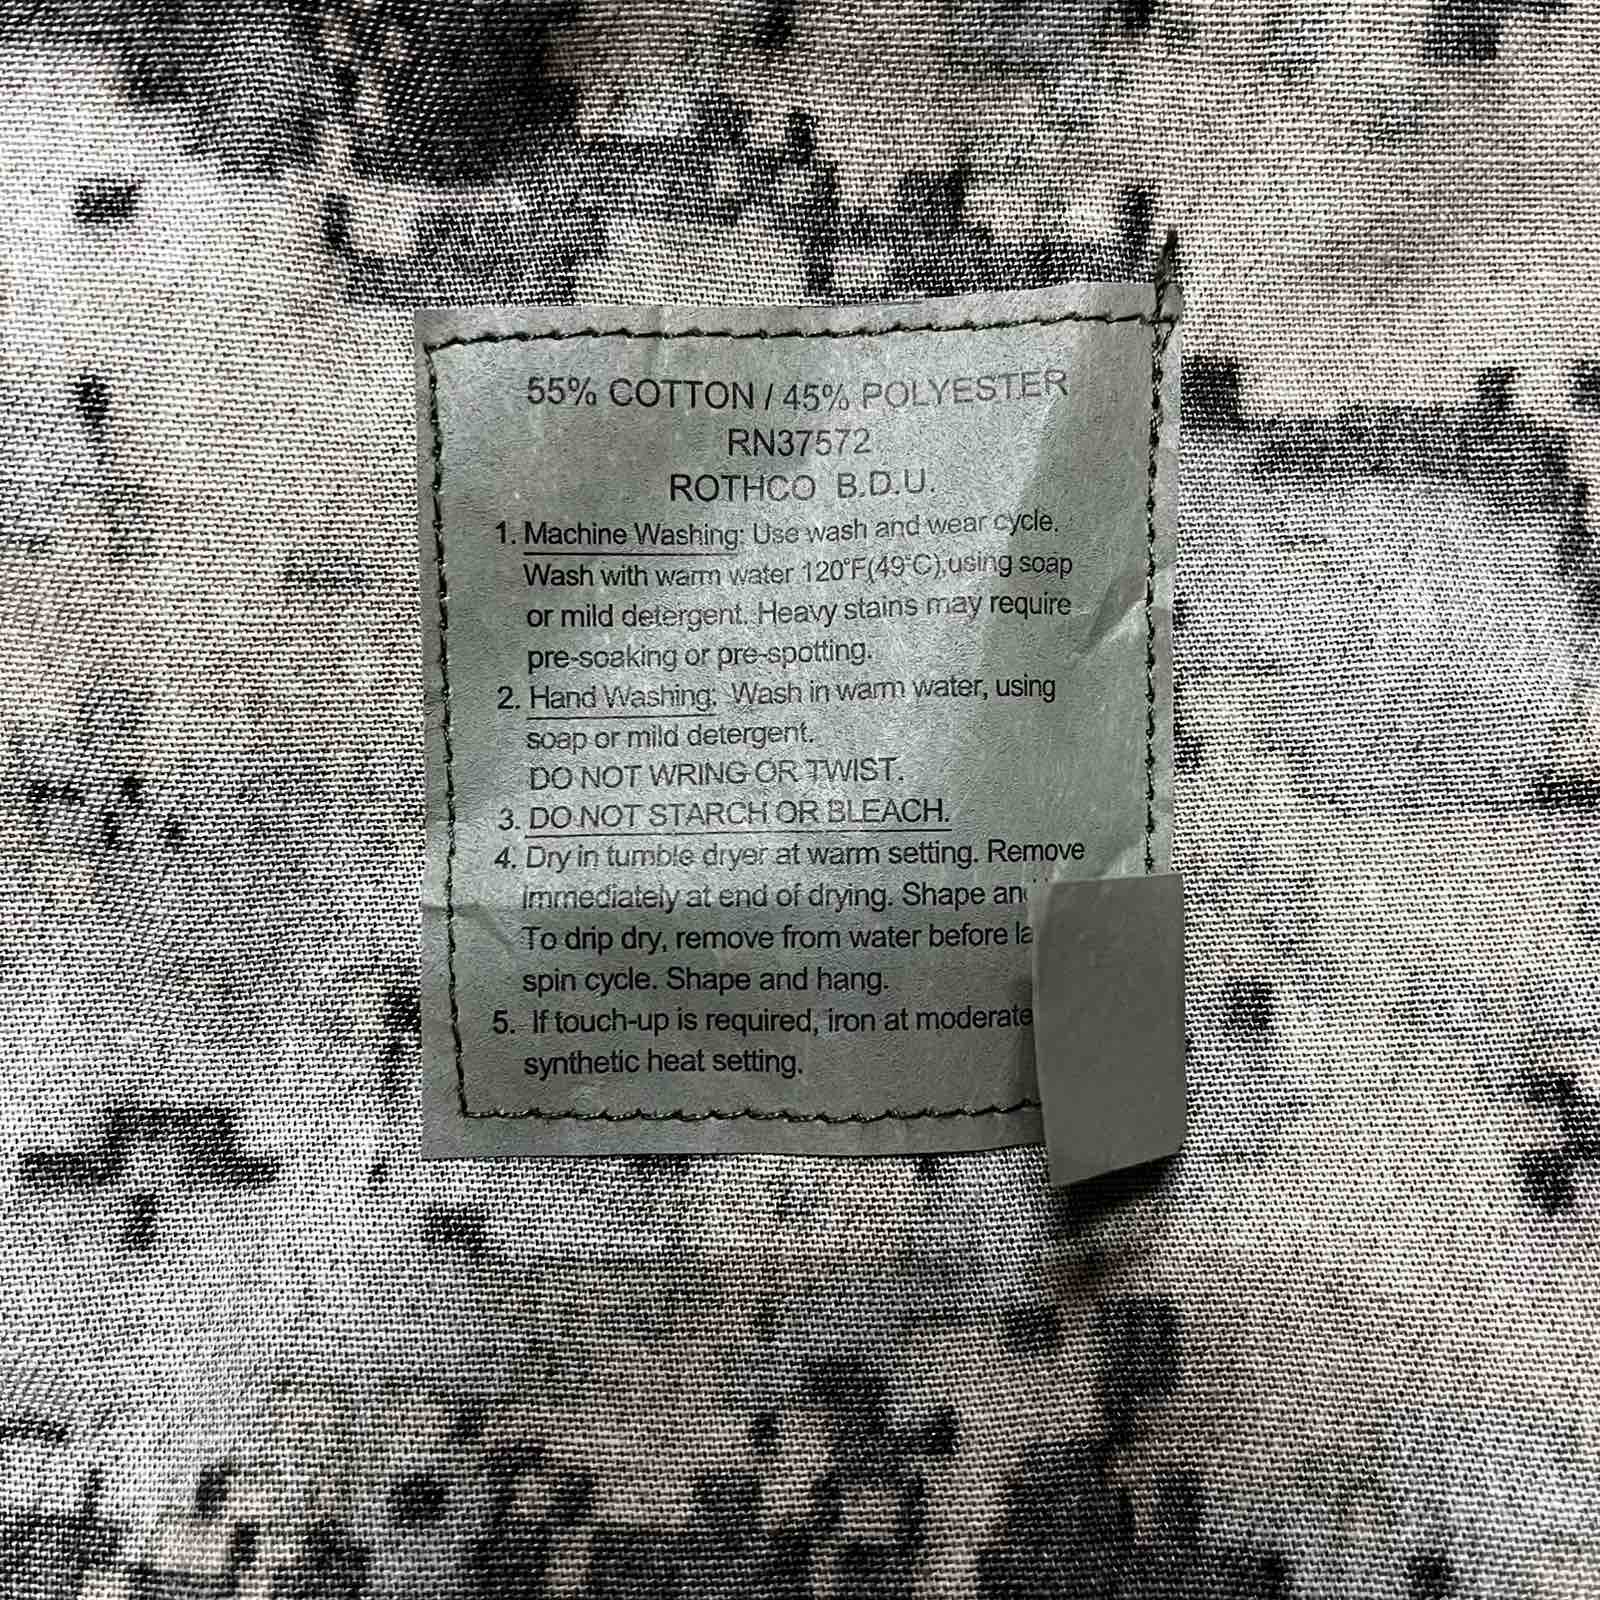 55% COTTON / 45% POLYESTER
RN37572
ROTHCO B.D.U.
1. Machine Washing: Use wash and wear cycle.
Wash with warm water 120°F(49°C),using soap
or mild detergent. Heavy stains may require
pre-soaking or pre-spotting.
2. Hand Washing: Wash in warm water, using
soap or mild detergent.
DO NOT WRING OR TWIST.
3. DO NOT STARCH OR BLEACH.
4. Dry in tumble dryer at warm setting. Remove
immediately at end of drying. Shape
To drip dry, remove from water before
spin cycle. Shape and hang.
5. If touch-up is required, iron at moderate
synthetic heat setting.